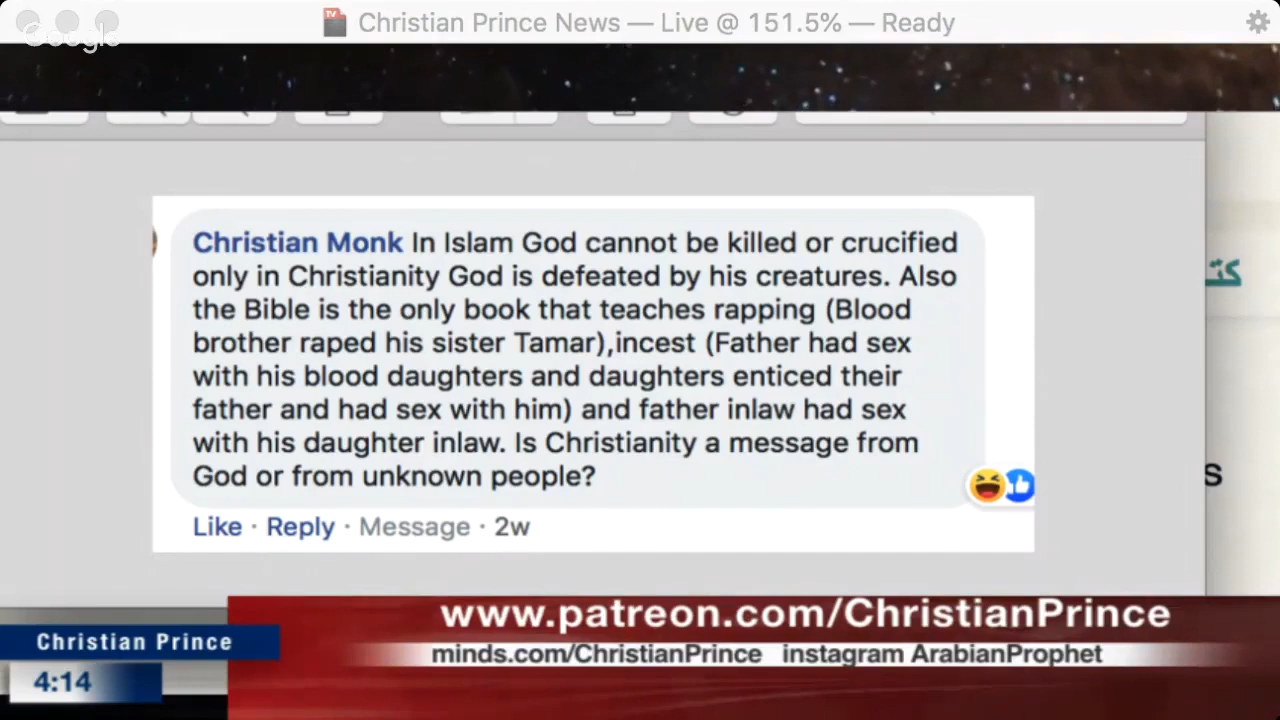 TV
Christian Prince News — Live @ 151.5% — Ready
Google
Christian Monk In Islam God cannot be killed or crucified
only in Christianity God is defeated by his creatures. Also
the Bible is the only book that teaches rapping (Blood
brother raped his sister Tamar),incest (Father had sex
with his blood daughters and daughters enticed their
father and had sex with him) and father inlaw had sex
with his daughter inlaw. Is Christianity a message from
God or from unknown people?
Like · Reply · Message · 2w
www.patreon.com/ChristianPrince
Christian Prince
minds.com/ChristianPrince instagram ArabianProphet
4:14